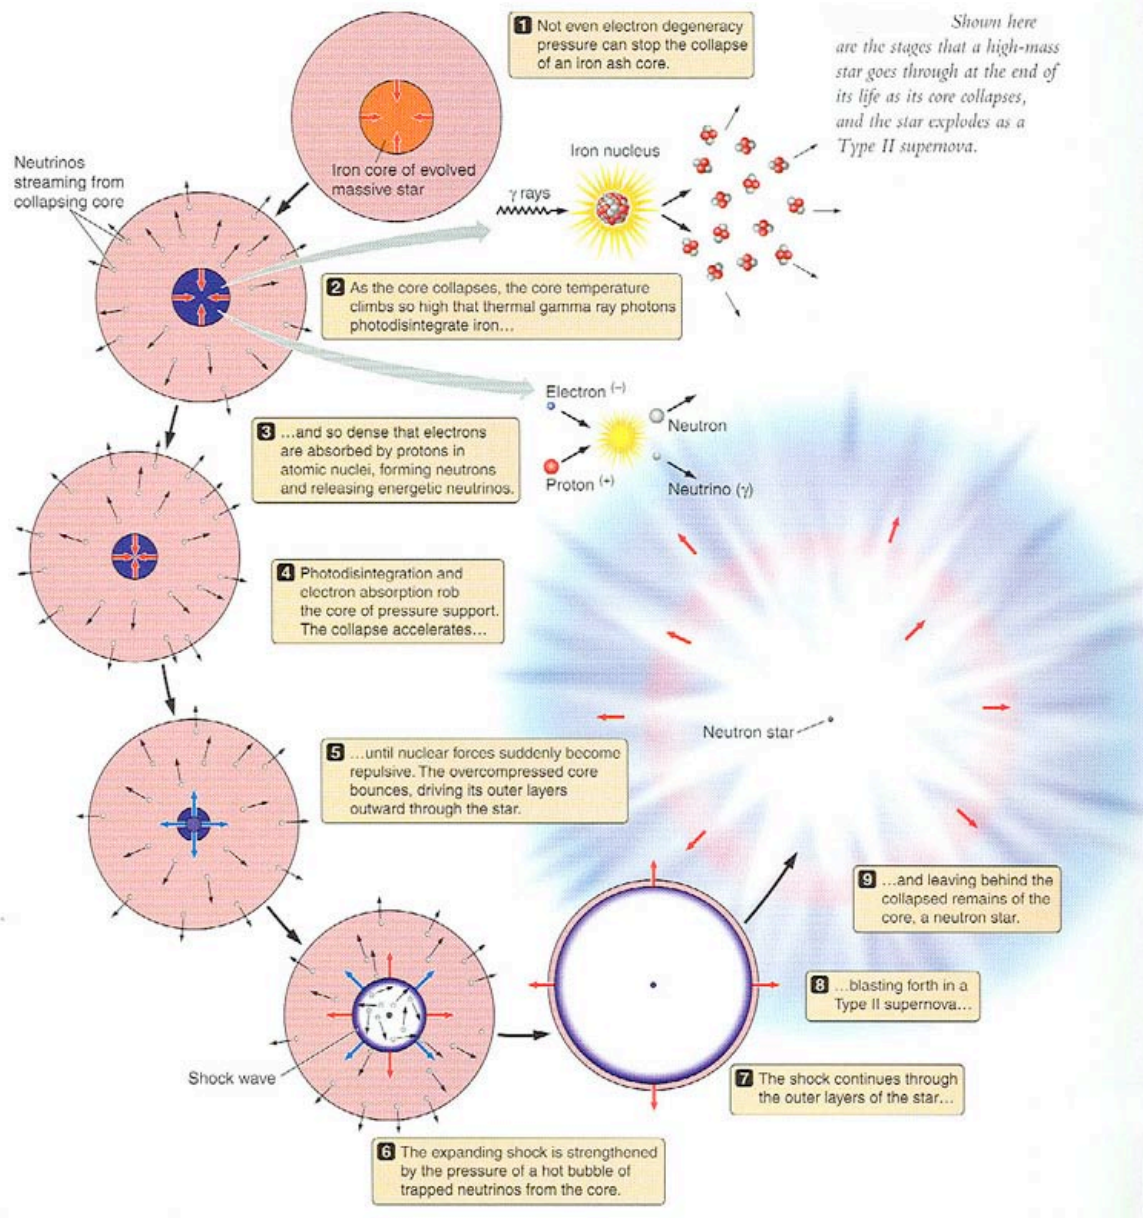 1 Not even electron degeneracy
pressure can stop the collapse
of an iron ash core.
Shown here
are the stages that a high-mass
star goes through at the end of
its life as its core collapses,
and the star explodes as a
Type II supernova.
Iron core of evolved
massive star
Neutrinos
streaming from
collapsing core
Iron nucleus
γ rays
2 As the core collapses, the core temperature
climbs so high that thermal gamma ray photons
photodisintegrate iron...
Electron (–)
Neutron
Proton (+)
Neutrino (γ)
3 ...and so dense that electrons
are absorbed by protons in
atomic nuclei, forming neutrons
and releasing energetic neutrinos.
4 Photodisintegration and
electron absorption rob
the core of pressure support.
The collapse accelerates...
Neutron star
5 ...until nuclear forces suddenly become
repulsive. The overcompressed core
bounces, driving its outer layers
outward through the star.
Shock wave
6 The expanding shock is strengthened
by the pressure of a hot bubble of
trapped neutrinos from the core.
7 The shock continues through
the outer layers of the star...
8 ...blasting forth in a
Type II supernova...
9 ...and leaving behind the
collapsed remains of the
core, a neutron star.